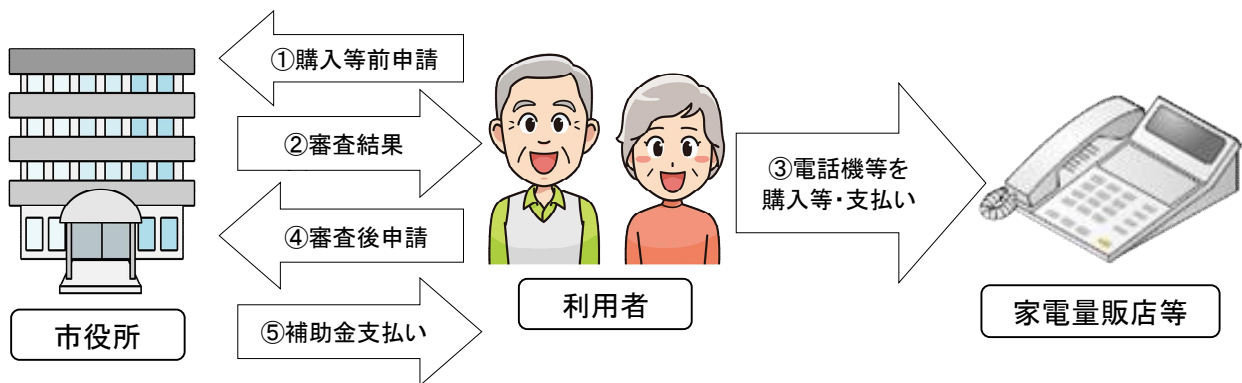 ①購入等前申請
②審査結果
③電話機等を
購入等・支払い
④審査後申請
⑤補助金支払い
市役所
利用者
家電量販店等